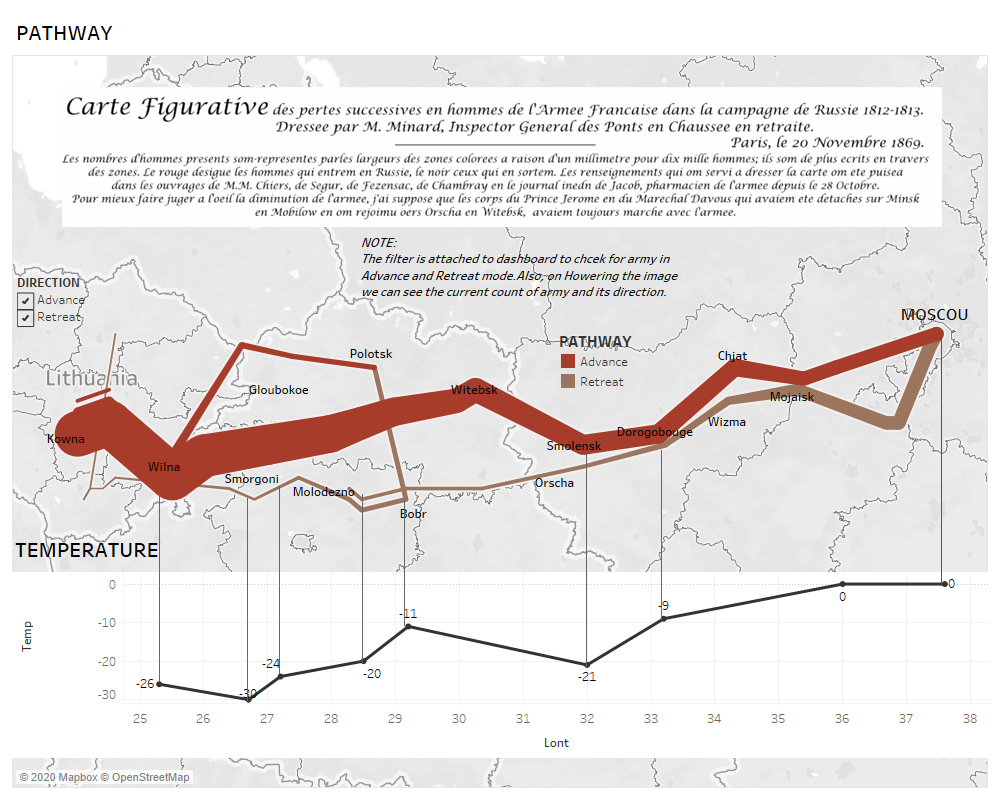 PATHWAY
Carte Figurative des pertes successives en hommes de l'Armee Francaise dans la campagne de Russie 1812-1813.
Dressee par M. Minard, Inspector General des Ponts en Chaussee en retraite.
Paris, le 20 Novembre 1869.
Les nombres d'hommes presents som-representes parles largeurs des zones colorees a raison d'un millimetre pour dix mille hommes; ils som de plus ecrits en travers
des zones. Le rouge desigue les hommes qui entrem en Russie, le noir ceux qui en sortem. Les renseignements qui om servi a dresser la carte om ete puisea
dans les ouvrages de M.M. Chiers, de Segur, de Fezensac, de Chambray en le journal inedn de Jacob, pharmacien de l'armee depuis le 28 Octobre.
Pour mieux faire juger a l'oeil la diminution de l'armee, j'ai suppose que les corps du Prince Jerome en du Marechal Davous qui avaiem ete detaches sur Minsk
en Mobilow en om rejoimu oers Orscha en Witebsk, avaiem toujours marche avec l'armee.
NOTE:
The filter is attached to dashboard to chcek for army in
Advance and Retreat mode.Also, on Howering the image
we can see the current count of army and its direction.
DIRECTION
Advance
Retreat
MOSCOU
PATHWAY
Advance
Retreat
Lithuania
Polotsk
Chjat
Gloubokoe
Witebsk
Mojaisk
Kowna
Dorogobouge
Wizma
Smolensk
Wilna
Smorgoni
Molodezno
Orscha
Bobr
TEMPERATURE
Temp
0
-10
-20
-30
-26
-30
-24
-20
-11
-21
-9
0
0
25 26 27 28 29 30 31 32 33 34 35 36 37 38
Lont
© 2020 Mapbox © OpenStreetMap